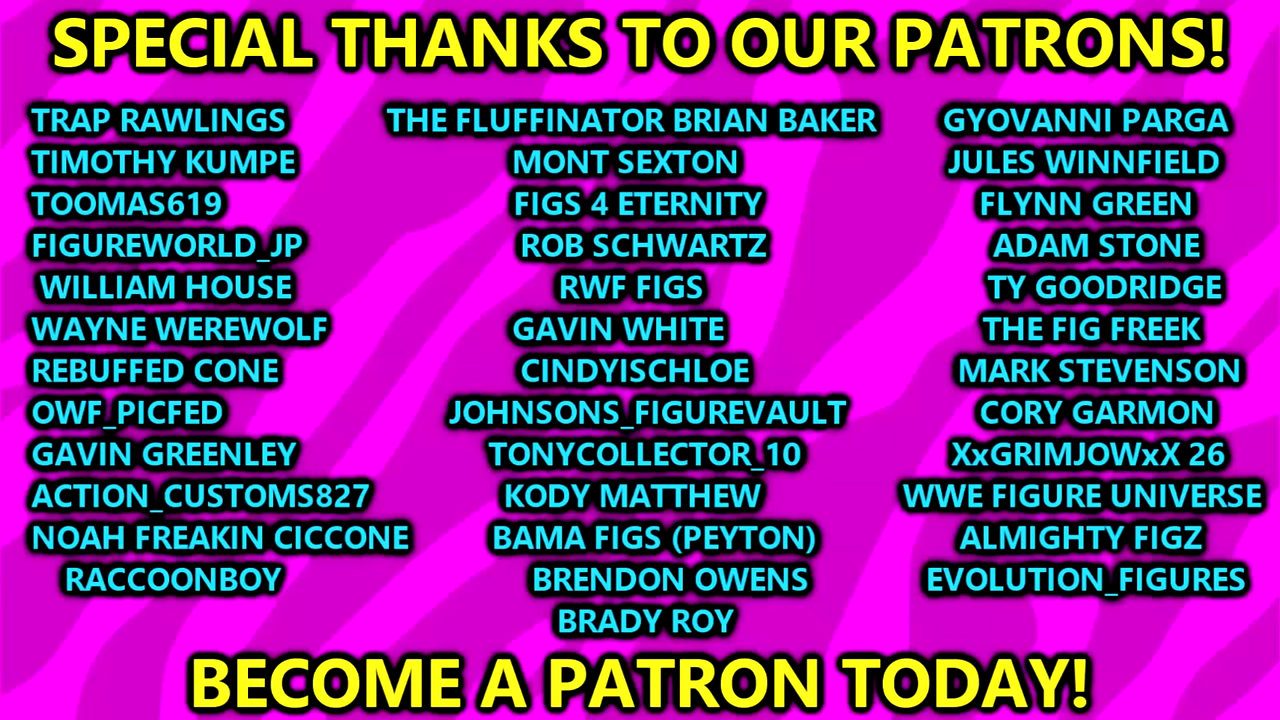 SPECIAL THANKS TO OUR PATRONS!
TRAP RAWLINGS
TIMOTHY KUMPE
TOOMAS619
FIGUREWORLD_JP
WILLIAM HOUSE
WAYNE WEREWOLF
REBUFFED CONE
OWF_PICFED
GAVIN GREENLEY
ACTION_CUSTOMS827
NOAH FREAKIN CICCONE
RACCOONBOY
THE FLUFFINATOR BRIAN BAKER
MONT SEXTON
FIGS 4 ETERNITY
ROB SCHWARTZ
RWF FIGS
GAVIN WHITE
CINDYISCHLOE
JOHNSONS_FIGUREVAULT
TONYCOLLECTOR_10
KODY MATTHEW
BAMA FIGS (PEYTON)
BRENDON OWENS
BRADY ROY
GYOVANNI PARGA
JULES WINNFIELD
FLYNN GREEN
ADAM STONE
TY GOODRIDGE
THE FIG FREEK
MARK STEVENSON
CORY GARMON
XxGRIMJOWxX 26
WWE FIGURE UNIVERSE
ALMIGHTY FIGZ
EVOLUTION_FIGURES
BECOME A PATRON TODAY!